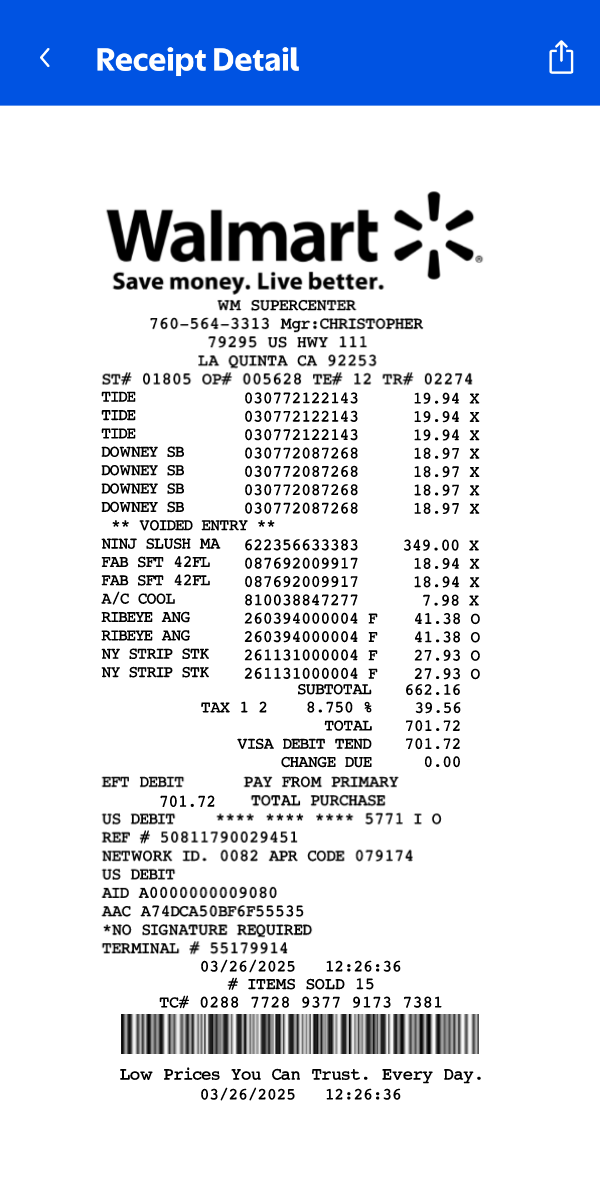 Receipt Detail
Walmart
Save money. Live better.
WM SUPERCENTER
760-564-3313 Mgr:CHRISTOPHER
79295 US HWY 111
LA QUINTA CA 92253
ST# 01805 OP# 005628 TE# 12 TR# 02274
TIDE 030772122143 19.94 X
TIDE 030772122143 19.94 X
TIDE 030772122143 19.94 X
DOWNEY SB 030772087268 18.97 X
DOWNEY SB 030772087268 18.97 X
DOWNEY SB 030772087268 18.97 X
DOWNEY SB 030772087268 18.97 X
** VOIDED ENTRY **
NINJ SLUSH MA 622356633383 349.00 X
FAB SFT 42FL 087692009917 18.94 X
FAB SFT 42FL 087692009917 18.94 X
A/C COOL 810038847277 7.98 X
RIBEYE ANG 260394000004 F 41.38 O
RIBEYE ANG 260394000004 F 41.38 O
NY STRIP STK 261131000004 F 27.93 O
NY STRIP STK 261131000004 F 27.93 O
SUBTOTAL 662.16
TAX 1 2 8.750 % 39.56
TOTAL 701.72
VISA DEBIT TEND 701.72
CHANGE DUE 0.00
EFT DEBIT PAY FROM PRIMARY
701.72 TOTAL PURCHASE
US DEBIT **** **** **** 5771 I O
REF # 50811790029451
NETWORK ID. 0082 APR CODE 079174
US DEBIT
AID A0000000009080
AAC A74DCA50BF6F55535
*NO SIGNATURE REQUIRED
TERMINAL # 55179914
03/26/2025 12:26:36
# ITEMS SOLD 15
TC# 0288 7728 9377 9173 7381
Low Prices You Can Trust. Every Day.
03/26/2025 12:26:36